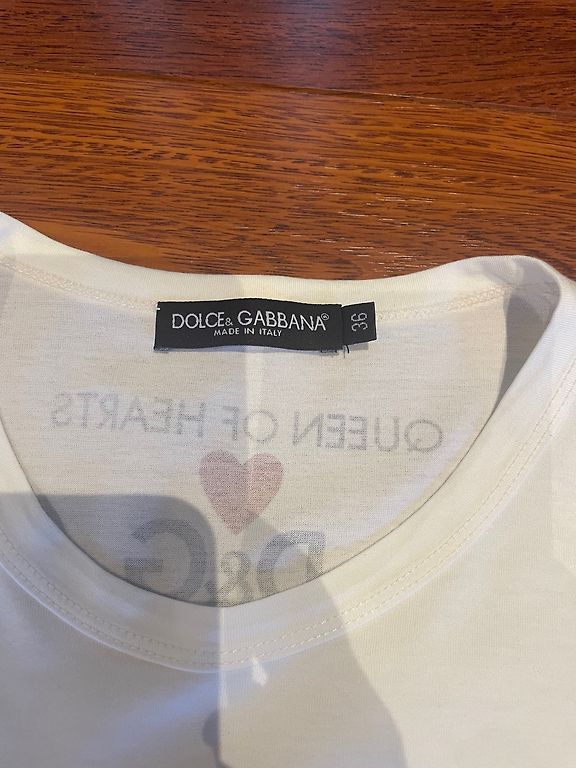 DOLCE & GABBANA®
MADE IN ITALY
36
QUEEN OF HEARTS
D&G